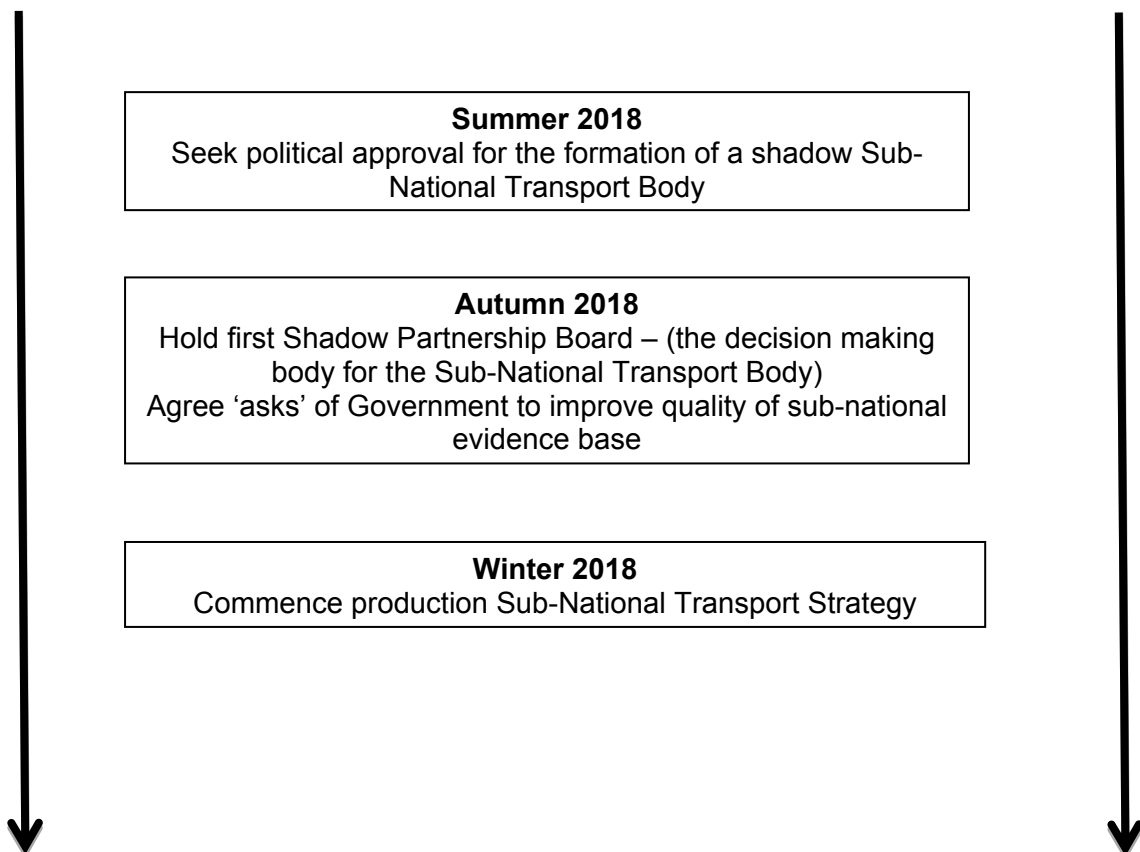 Summer 2018
Seek political approval for the formation of a shadow Sub-
National Transport Body
Autumn 2018
Hold first Shadow Partnership Board – (the decision making
body for the Sub-National Transport Body)
Agree ‘asks’ of Government to improve quality of sub-national
evidence base
Winter 2018
Commence production Sub-National Transport Strategy